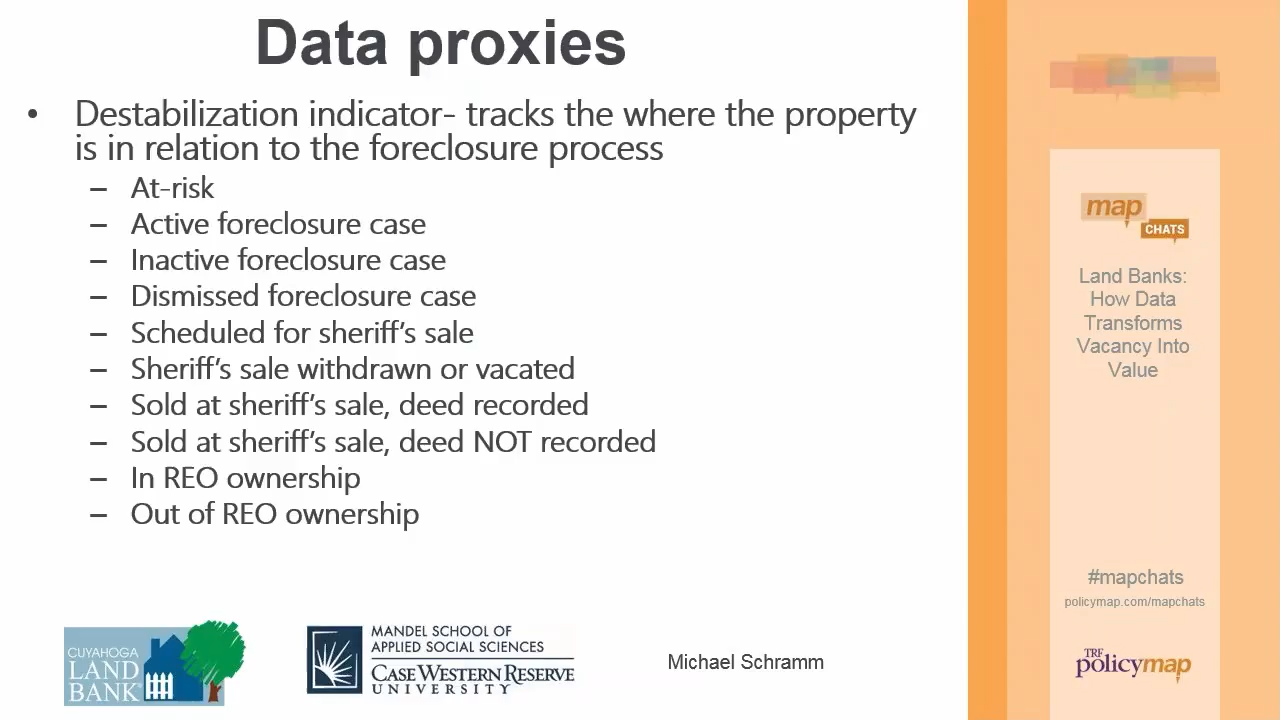 Data proxies
• Destabilization indicator- tracks the where the property
is in relation to the foreclosure process
– At-risk
– Active foreclosure case
– Inactive foreclosure case
– Dismissed foreclosure case
– Scheduled for sheriff's sale
– Sheriff's sale withdrawn or vacated
– Sold at sheriff's sale, deed recorded
– Sold at sheriff's sale, deed NOT recorded
– In REO ownership
– Out of REO ownership
CUYAHOGA
LAND
BANK
MANDEL SCHOOL OF
APPLIED SOCIAL SCIENCES
CASE WESTERN RESERVE
UNIVERSITY
Michael Schramm
map
CHATS
Land Banks:
How Data
Transforms
Vacancy Into
Value
#mapchats
policymap.com/mapchats
TRF
policymap